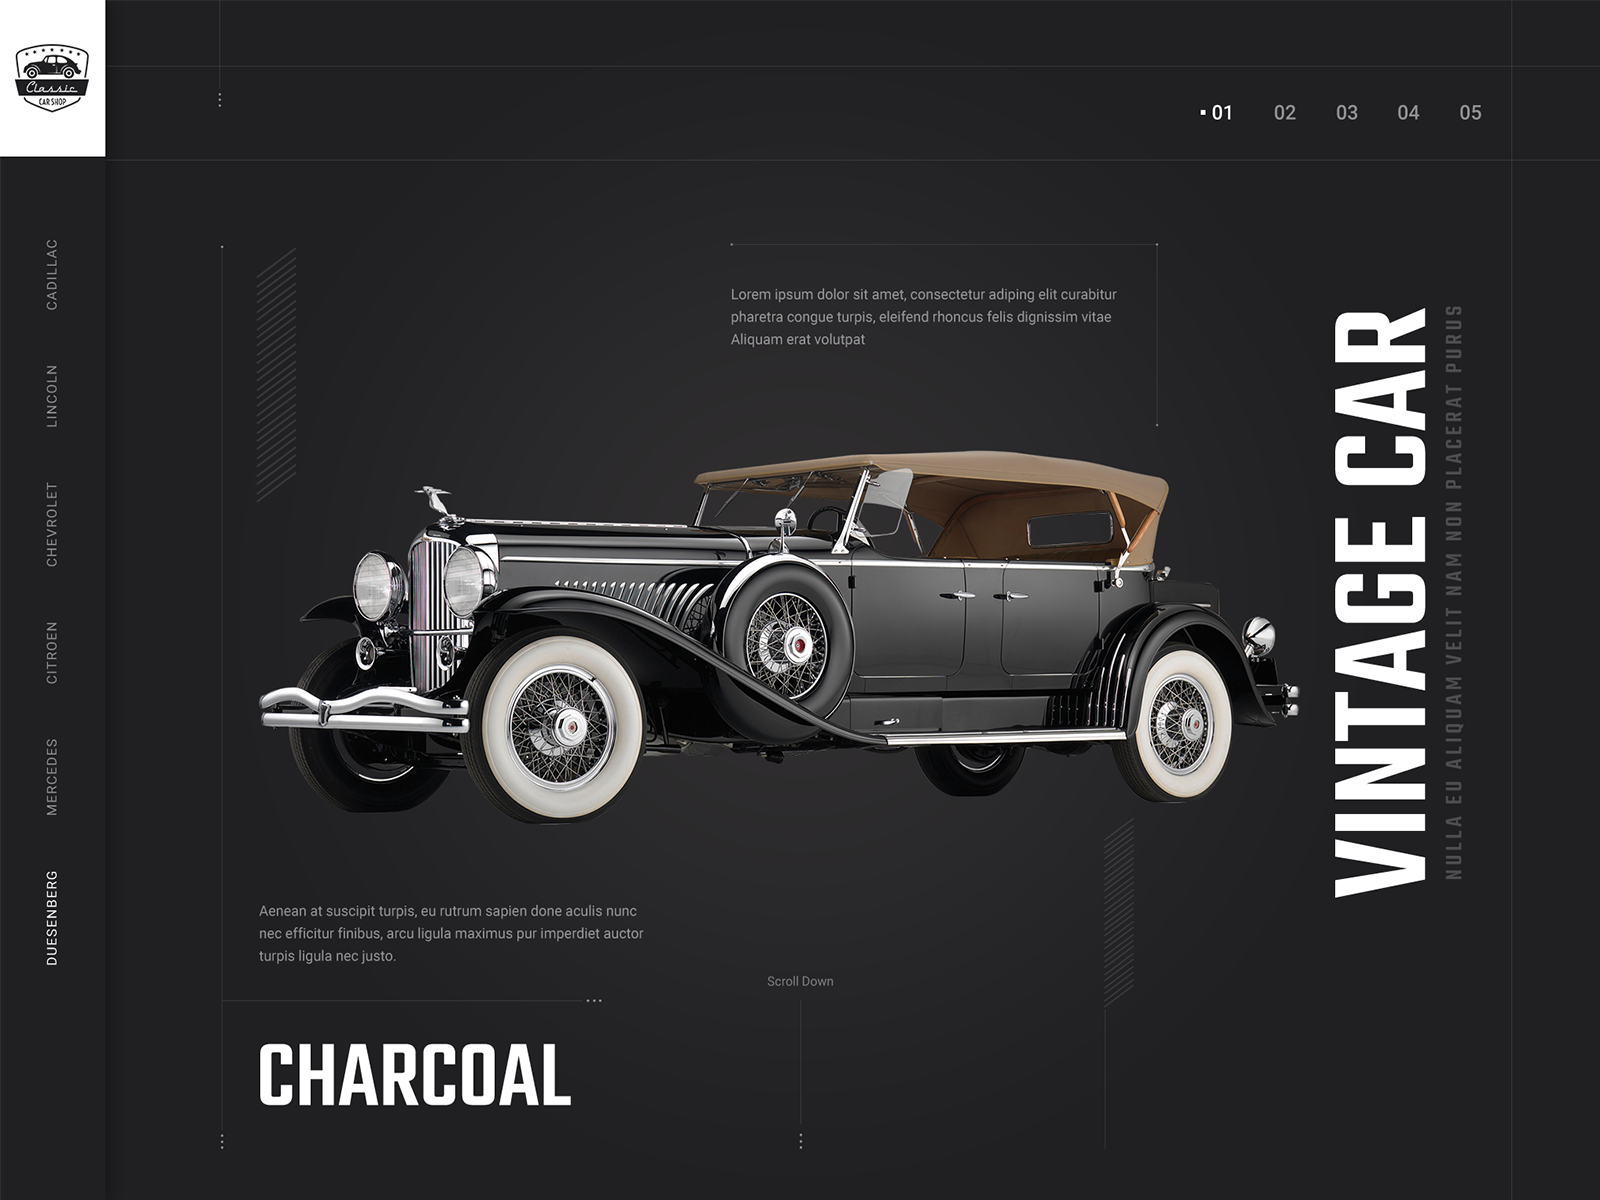 Classic
CAR SHOP
01
02
03
04
05
CADILLAC
LINCOLN
CHEVROLET
CITROEN
MERCEDES
DUESENBERG
Lorem ipsum dolor sit amet, consectetur adiping elit curabitur
pharetra congue turpis, eleifend rhoncus felis dignissim vitae
Aliquam erat volutpat
VINTAGE CAR
NULLA EU ALIQUAM VELIT NAM NON PLACERAT PURUS
Aenean at suscipit turpis, eu rutrum sapien done aculis nunc
nec efficitur finibus, arcu ligula maximus pur imperdiet auctor
turpis ligula nec justo.
Scroll Down
CHARCOAL